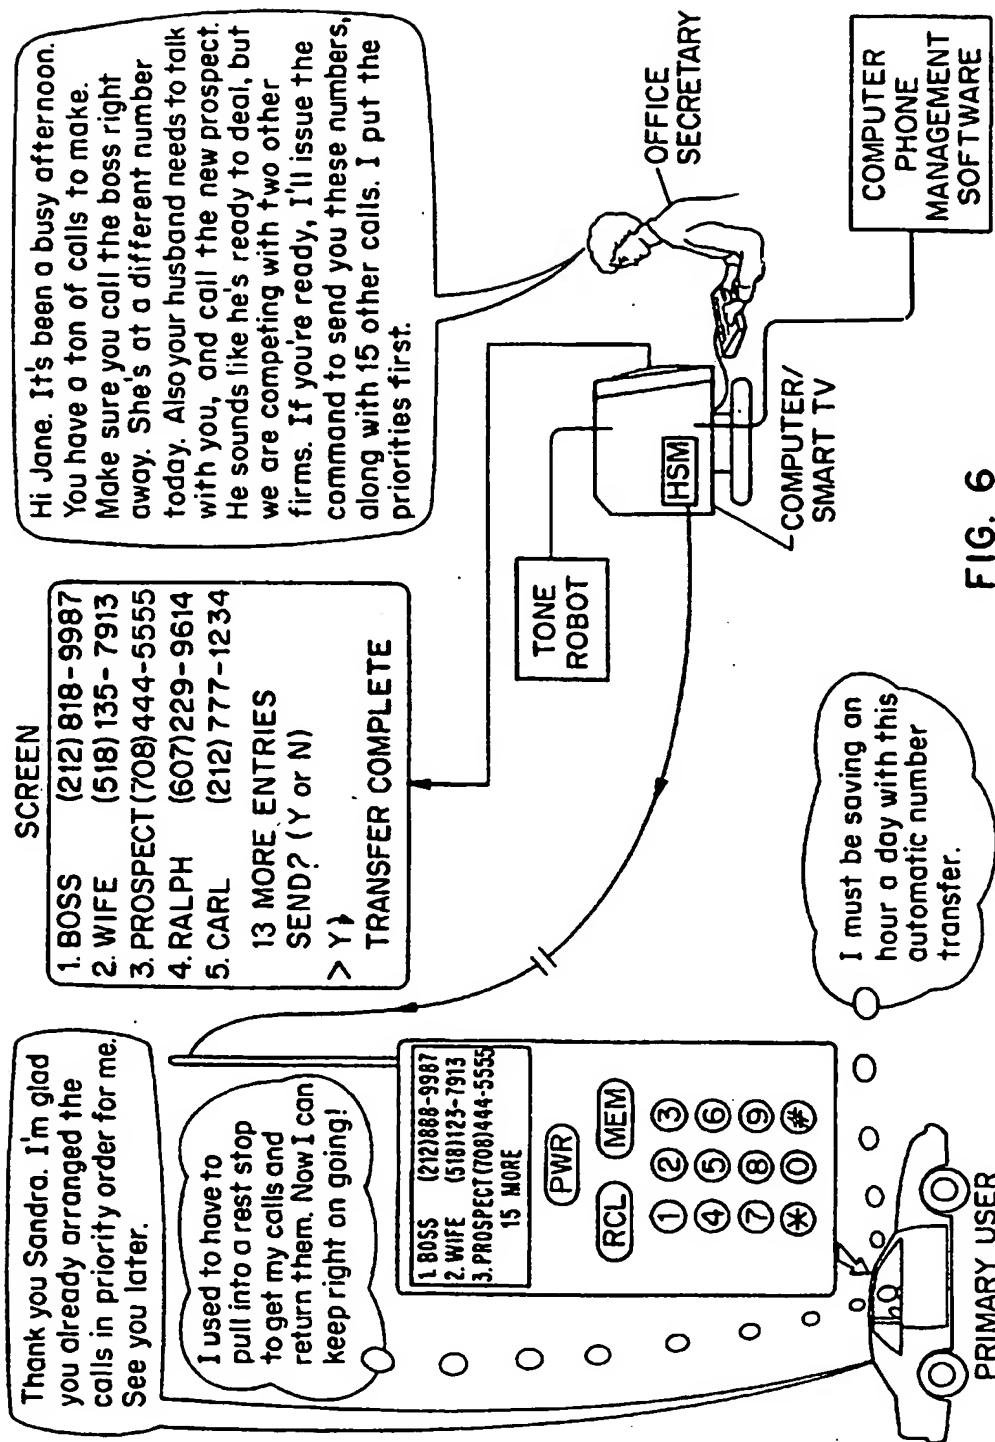 Thank you Sandra. I'm glad
you already arranged the
calls in priority order for me.
See you later.
I used to have to
pull into a rest stop
to get my calls and
return them. Now I can
keep right on going!
1. BOSS (212)888-9987
2. WIFE (518)123-7913
3. PROSPECT(708)444-5555
15 MORE
PWR
RCL MEM
1 2 3
4 5 6
7 8 9
* 0 #
PRIMARY USER
I must be saving an
hour a day with this
automatic number
transfer.
SCREEN
1. BOSS (212) 818-9987
2. WIFE (518) 135-7913
3. PROSPECT(708)444-5555
4. RALPH (607)229-9614
5. CARL (212)777-1234
13 MORE ENTRIES
SEND? (Y or N)
> Y
TRANSFER COMPLETE
TONE
ROBOT
HSM
COMPUTER/
SMART TV
Hi Jane. It's been a busy afternoon.
You have a ton of calls to make.
Make sure you call the boss right
away. She's at a different number
today. Also your husband needs to talk
with you, and call the new prospect.
He sounds like he's ready to deal, but
we are competing with two other
firms. If you're ready, I'll issue the
command to send you these numbers,
along with 15 other calls. I put the
priorities first.
OFFICE
SECRETARY
COMPUTER
PHONE
MANAGEMENT
SOFTWARE
FIG. 6